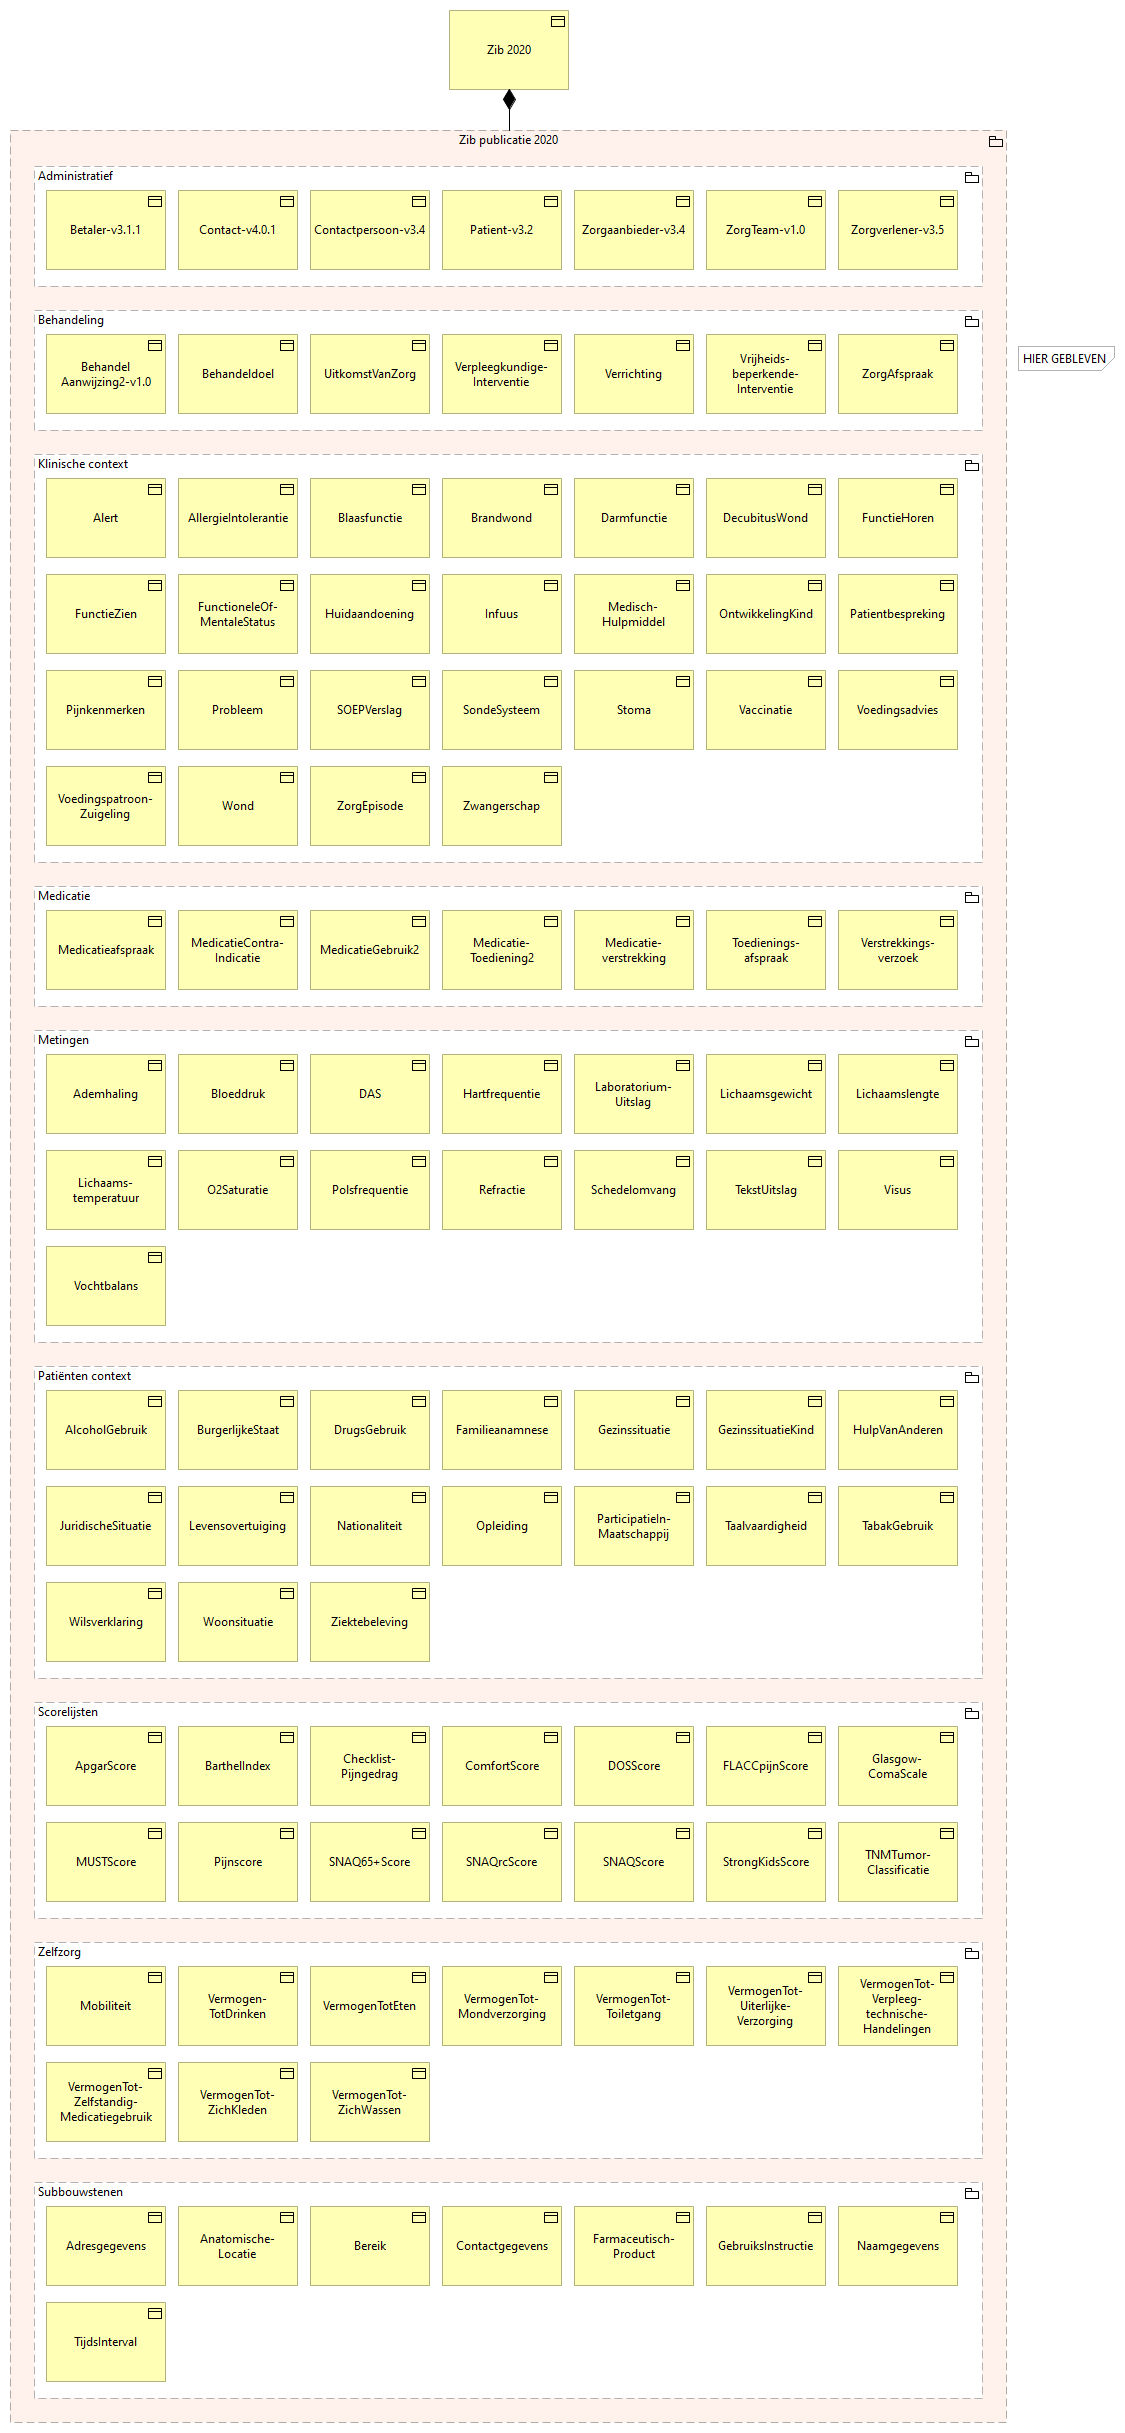 Zib 2020
Zib publicatie 2020
Administratief
Betaler-v3.1.1
Contact-v4.0.1
Contactpersoon-v3.4
Patient-v3.2
Zorgaanbieder-v3.4
ZorgTeam-v1.0
Zorgverlener-v3.5
Behandeling
Behandel
Aanwijzing2-v1.0
Behandeldoel
UitkomstVanZorg
Verpleegkundige-
Interventie
Verrichting
Vrijheids-
beperkende-
Interventie
ZorgAfspraak
HIER GEBLEVEN
Klinische context
Alert
AllergieIntolerantie
Blaasfunctie
Brandwond
Darmfunctie
DecubitusWond
FunctieHoren
FunctieZien
FunctioneleOf-
MentaleStatus
Huidaandoening
Infuus
Medisch-
Hulpmiddel
OntwikkelingKind
Patientbespreking
Pijnkenmerken
Probleem
SOEPVerslag
SondeSysteem
Stoma
Vaccinatie
Voedingsadvies
Voedingspatroon-
Zuigeling
Wond
ZorgEpisode
Zwangerschap
Medicatie
Medicatieafspraak
MedicatieContra-
Indicatie
MedicatieGebruik2
Medicatie-
Toediening2
Medicatie-
verstrekking
Toedienings-
afspraak
Verstrekkings-
verzoek
Metingen
Ademhaling
Bloeddruk
DAS
Hartfrequentie
Laboratorium-
Uitslag
Lichaamsgewicht
Lichaamslengte
Lichaams-
temperatuur
O2Saturatie
Polsfrequentie
Refractie
Schedelomvang
TekstUitslag
Visus
Vochtbalans
Patiënten context
AlcoholGebruik
BurgerlijkeStaat
DrugsGebruik
Familieanamnese
Gezinssituatie
GezinssituatieKind
HulpVanAnderen
JuridischeSituatie
Levensovertuiging
Nationaliteit
Opleiding
ParticipatieIn-
Maatschappij
Taalvaardigheid
TabakGebruik
Wilsverklaring
Woonsituatie
Ziektebeleving
Scorelijsten
ApgarScore
BarthelIndex
Checklist-
Pijngedrag
ComfortScore
DOSScore
FLACCpijnScore
Glasgow-
ComaScale
MUSTScore
Pijnscore
SNAQ65+Score
SNAQrcScore
SNAQScore
StrongKidsScore
TNMTumor-
Classificatie
Zelfzorg
Mobiliteit
Vermogen-
TotDrinken
VermogenTotEten
VermogenTot-
Mondverzorging
VermogenTot-
Toiletgang
VermogenTot-
Uiterlijke-
Verzorging
VermogenTot-
Verpleeg-
technische-
Handelingen
VermogenTot-
Zelfstandig-
Medicatiegebruik
VermogenTot-
ZichKleden
VermogenTot-
ZichWassen
Subbouwstenen
Adresgegevens
Anatomische-
Locatie
Bereik
Contactgegevens
Farmaceutisch-
Product
GebruiksInstructie
Naamgegevens
TijdsInterval